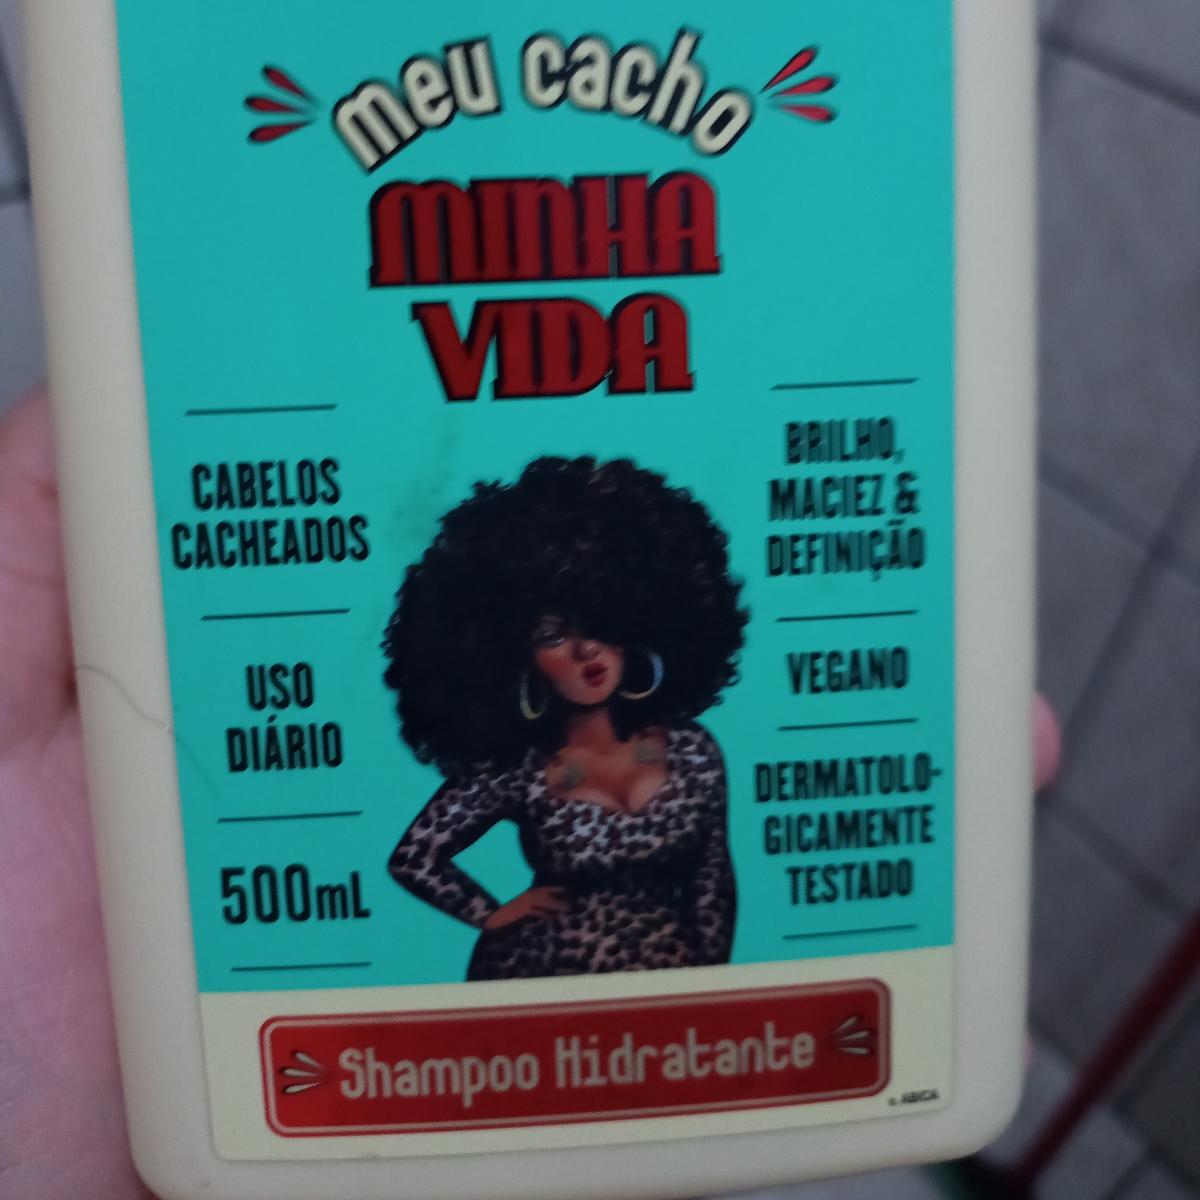 meu cacho
MINHA
VIDA
CABELOS
CACHEADOS
USO
DIÁRIO
500mL
BRILHO,
MACIEZ &
DEFINIÇÃO
VEGANO
DERMATOLO-
GICAMENTE
TESTADO
Shampoo Hidratante